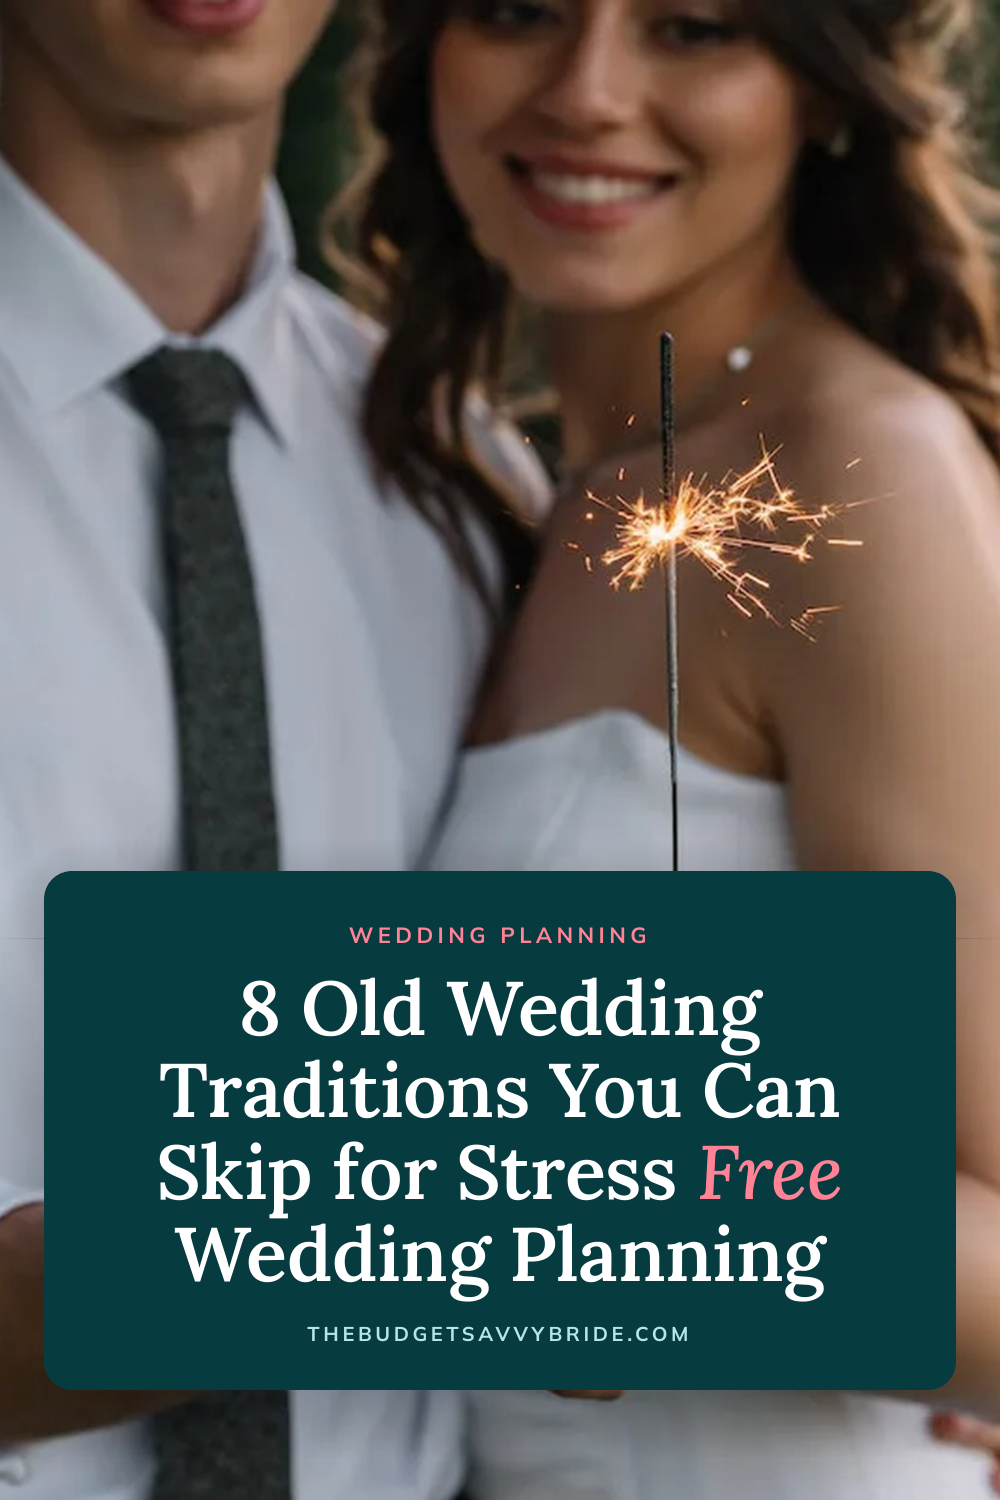 WEDDING PLANNING
8 Old Wedding
Traditions You Can
Skip for Stress Free
Wedding Planning
THEBUDGETSAVVYBRIDE.COM